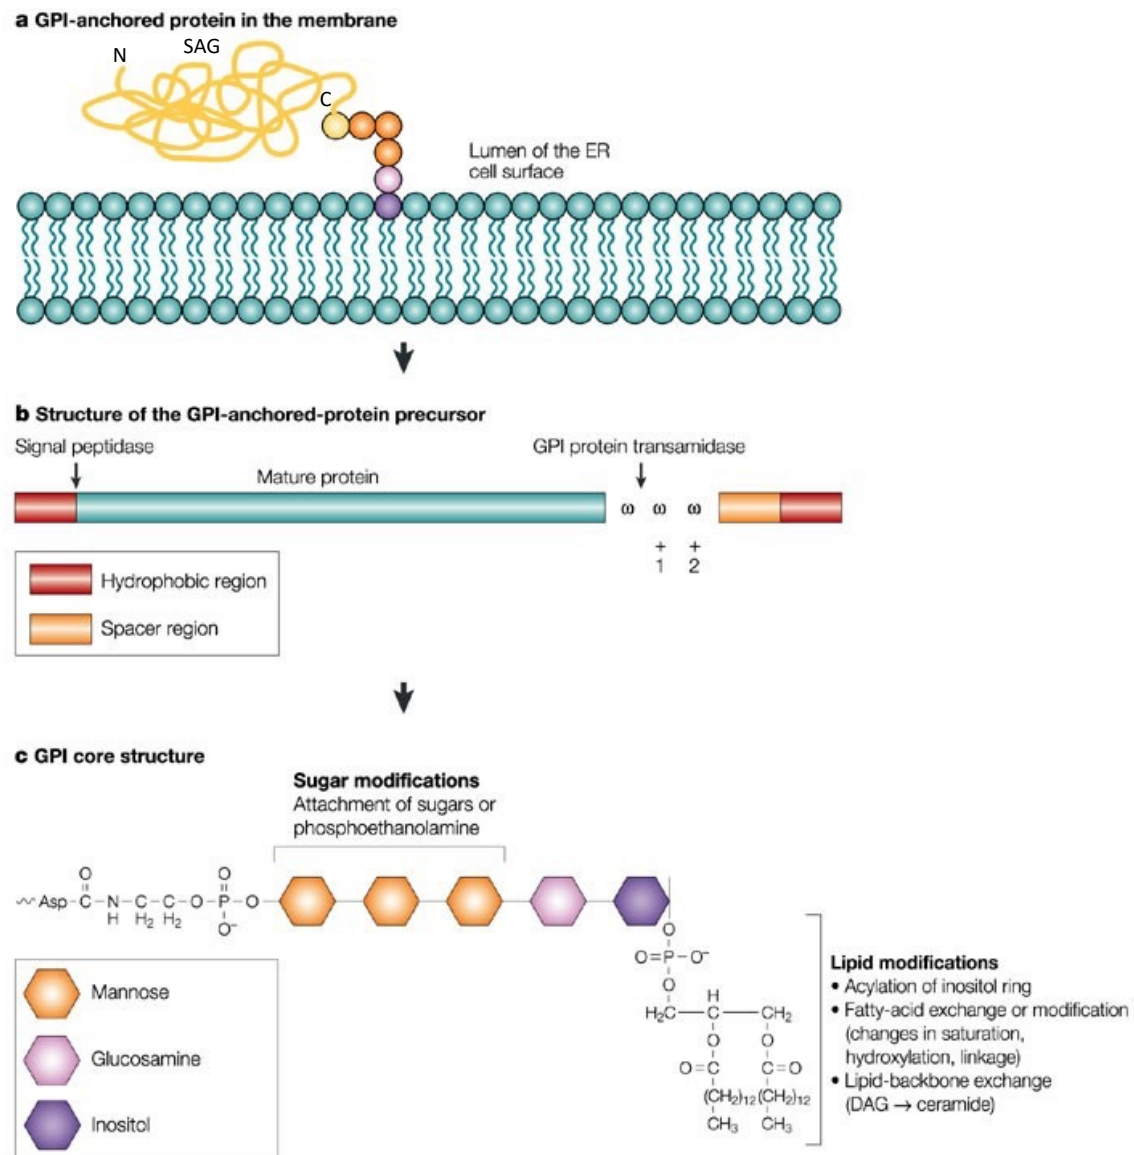 a GPI-anchored protein in the membrane
N
SAG
C
Lumen of the ER
cell surface
b Structure of the GPI-anchored-protein precursor
Signal peptidase
GPI protein transamidase
Mature protein
ω ω ω
+ +
1 2
Hydrophobic region
Spacer region
c GPI core structure
Sugar modifications
Attachment of sugars or
phosphoethanolamine
O O
Asp C N C C O P O
H H2 H2 O-
O
O=P-O-
O
H
H2C C CH2
O O
O=C C=O
(CH2)12 (CH2)12
CH3 CH3
Mannose
Glucosamine
Inositol
Lipid modifications
• Acylation of inositol ring
• Fatty-acid exchange or modification
(changes in saturation,
hydroxylation, linkage)
• Lipid-backbone exchange
(DAG → ceramide)